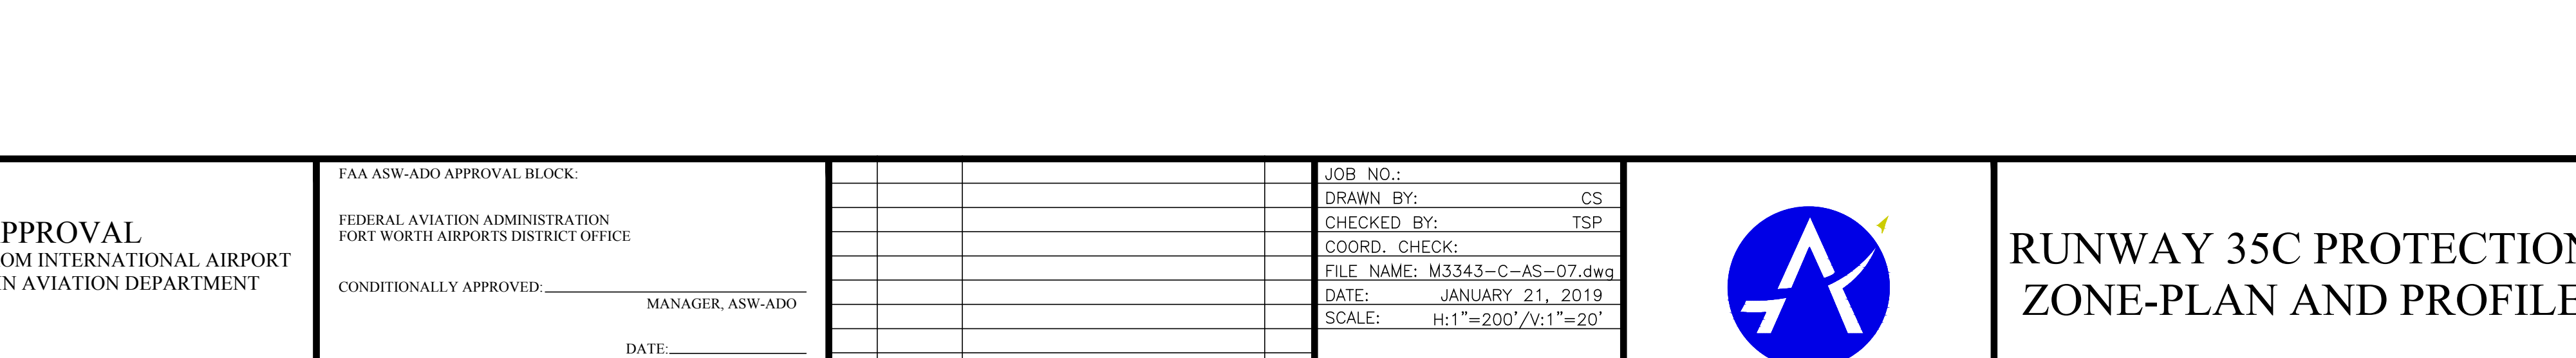 PPROVAL
OM INTERNATIONAL AIRPORT
IN AVIATION DEPARTMENT
FAA ASW-ADO APPROVAL BLOCK:
FEDERAL AVIATION ADMINISTRATION
FORT WORTH AIRPORTS DISTRICT OFFICE
CONDITIONALLY APPROVED:
MANAGER, ASW-ADO
DATE:
JOB NO.:
DRAWN BY: CS
CHECKED BY: TSP
COORD. CHECK:
FILE NAME: M3343-C-AS-07.dwg
DATE: JANUARY 21, 2019
SCALE: H:1"=200'/V:1"=20'
RUNWAY 35C PROTECTION
ZONE-PLAN AND PROFILE